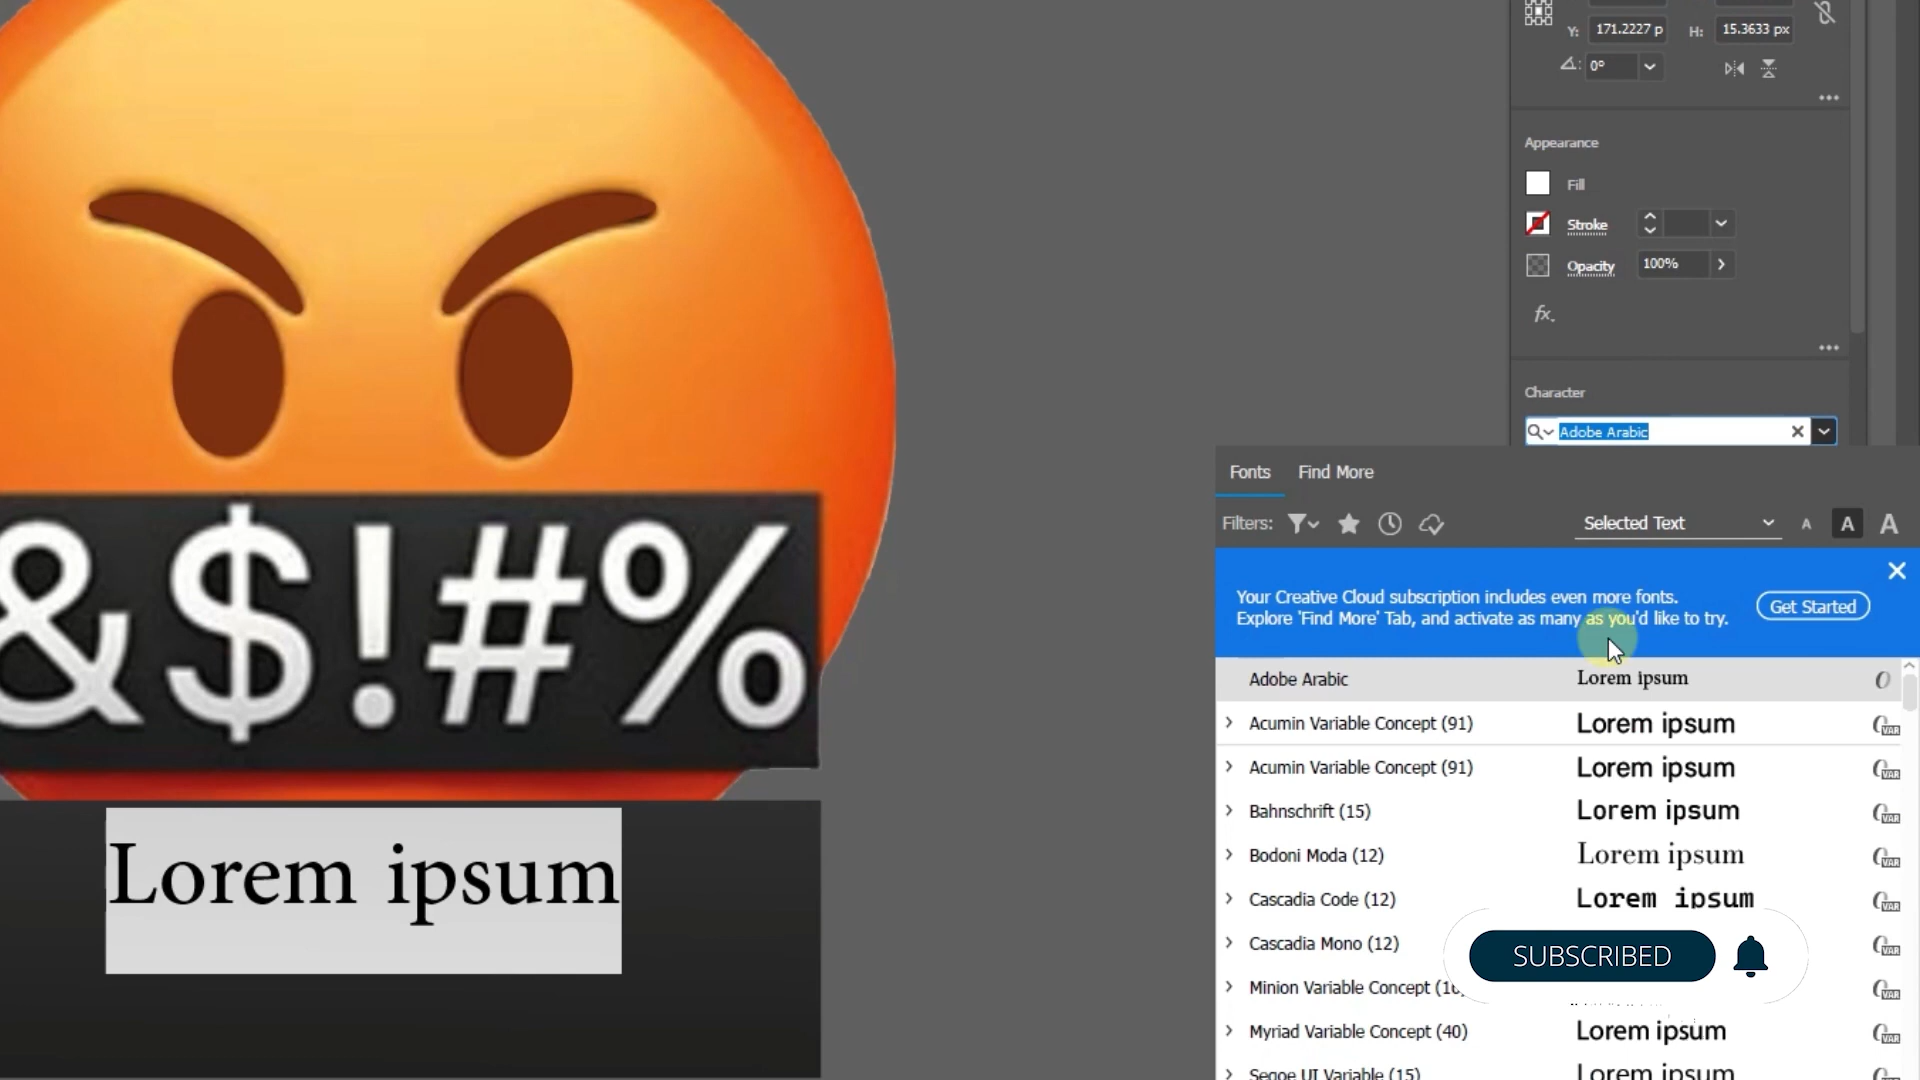 Y: 171.2227 p H: 15.3633 px
0°
Appearance
Fill
Stroke
Opacity 100%
fx.
Character
Adobe Arabic
Fonts Find More
Filters: Selected Text A A A
Your Creative Cloud subscription includes even more fonts.
Explore 'Find More' Tab, and activate as many as you'd like to try.
Get Started
Adobe Arabic Lorem ipsum
Acumin Variable Concept (91) Lorem ipsum
Acumin Variable Concept (91) Lorem ipsum
Bahnschrift (15) Lorem ipsum
Bodoni Moda (12) Lorem ipsum
Cascadia Code (12) Lorem ipsum
Cascadia Mono (12)
Minion Variable Concept
Myriad Variable Concept (40) Lorem ipsum
Segoe UI Variable (15) Lorem ipsum
SUBSCRIBED
&$!#%
Lorem ipsum